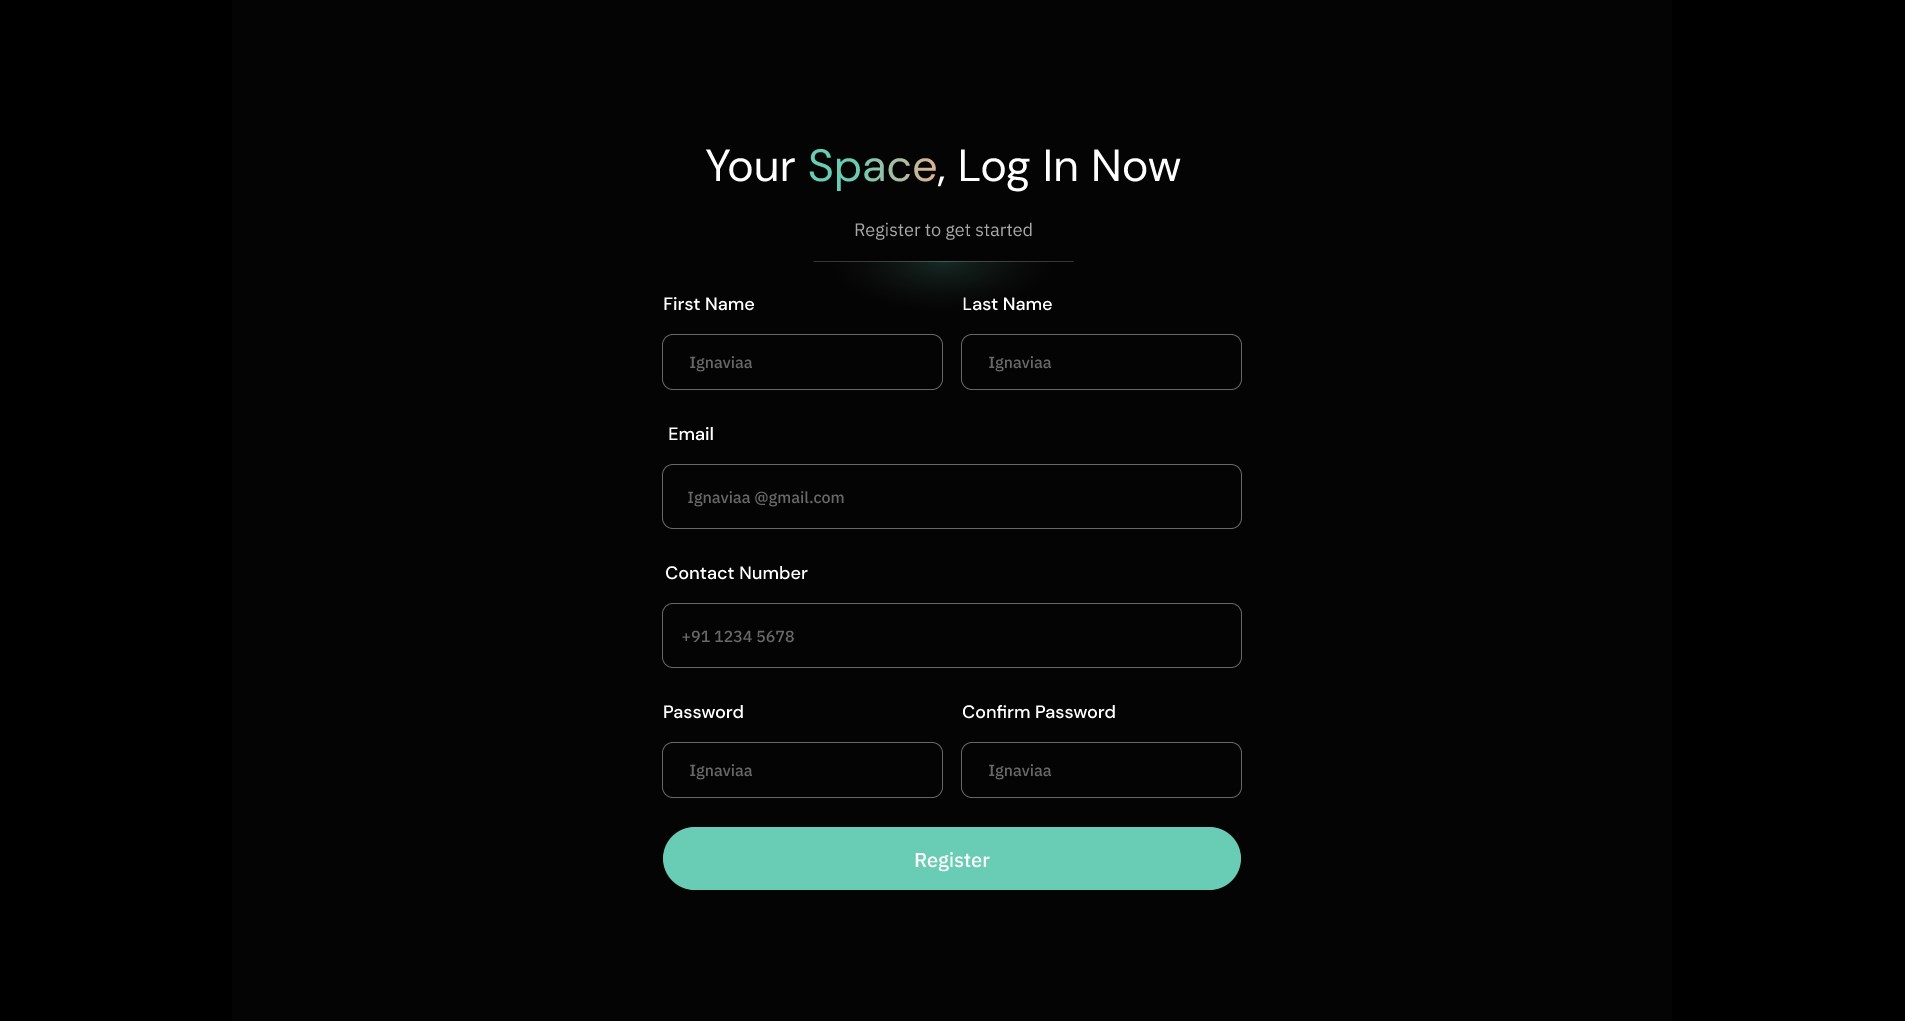 Your Space, Log In Now
Register to get started
First Name Last Name
Ignaviaa Ignaviaa
Email
Ignaviaa @gmail.com
Contact Number
+91 1234 5678
Password Confirm Password
Ignaviaa Ignaviaa
Register